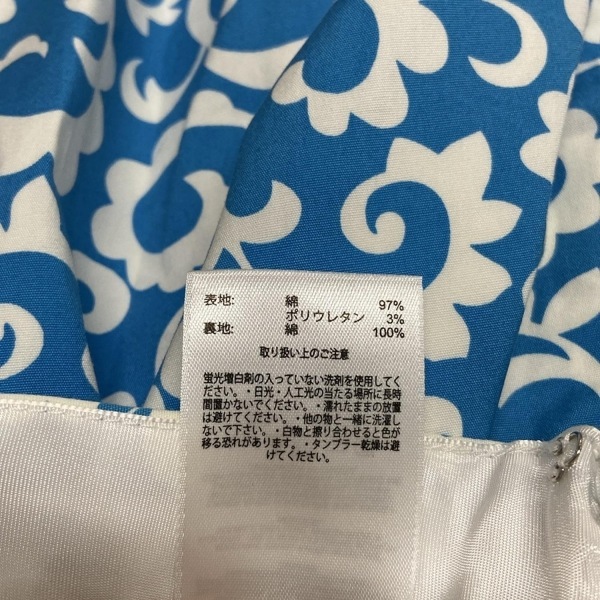 表地: 綿 97%
ポリウレタン 3%
裏地: 綿 100%
取り扱い上のご注意
蛍光増白剤の入っていない洗剤を使用してく
ださい。・日光・人工光の当たる場所に長時
間置かないでください。・濡れたままの放置
は避けてください。・他の物と一緒に洗濯し
ないで下さい。・白物と擦り合わせると色が
移る恐れがあります。・タンブラー乾燥は避
けてください。